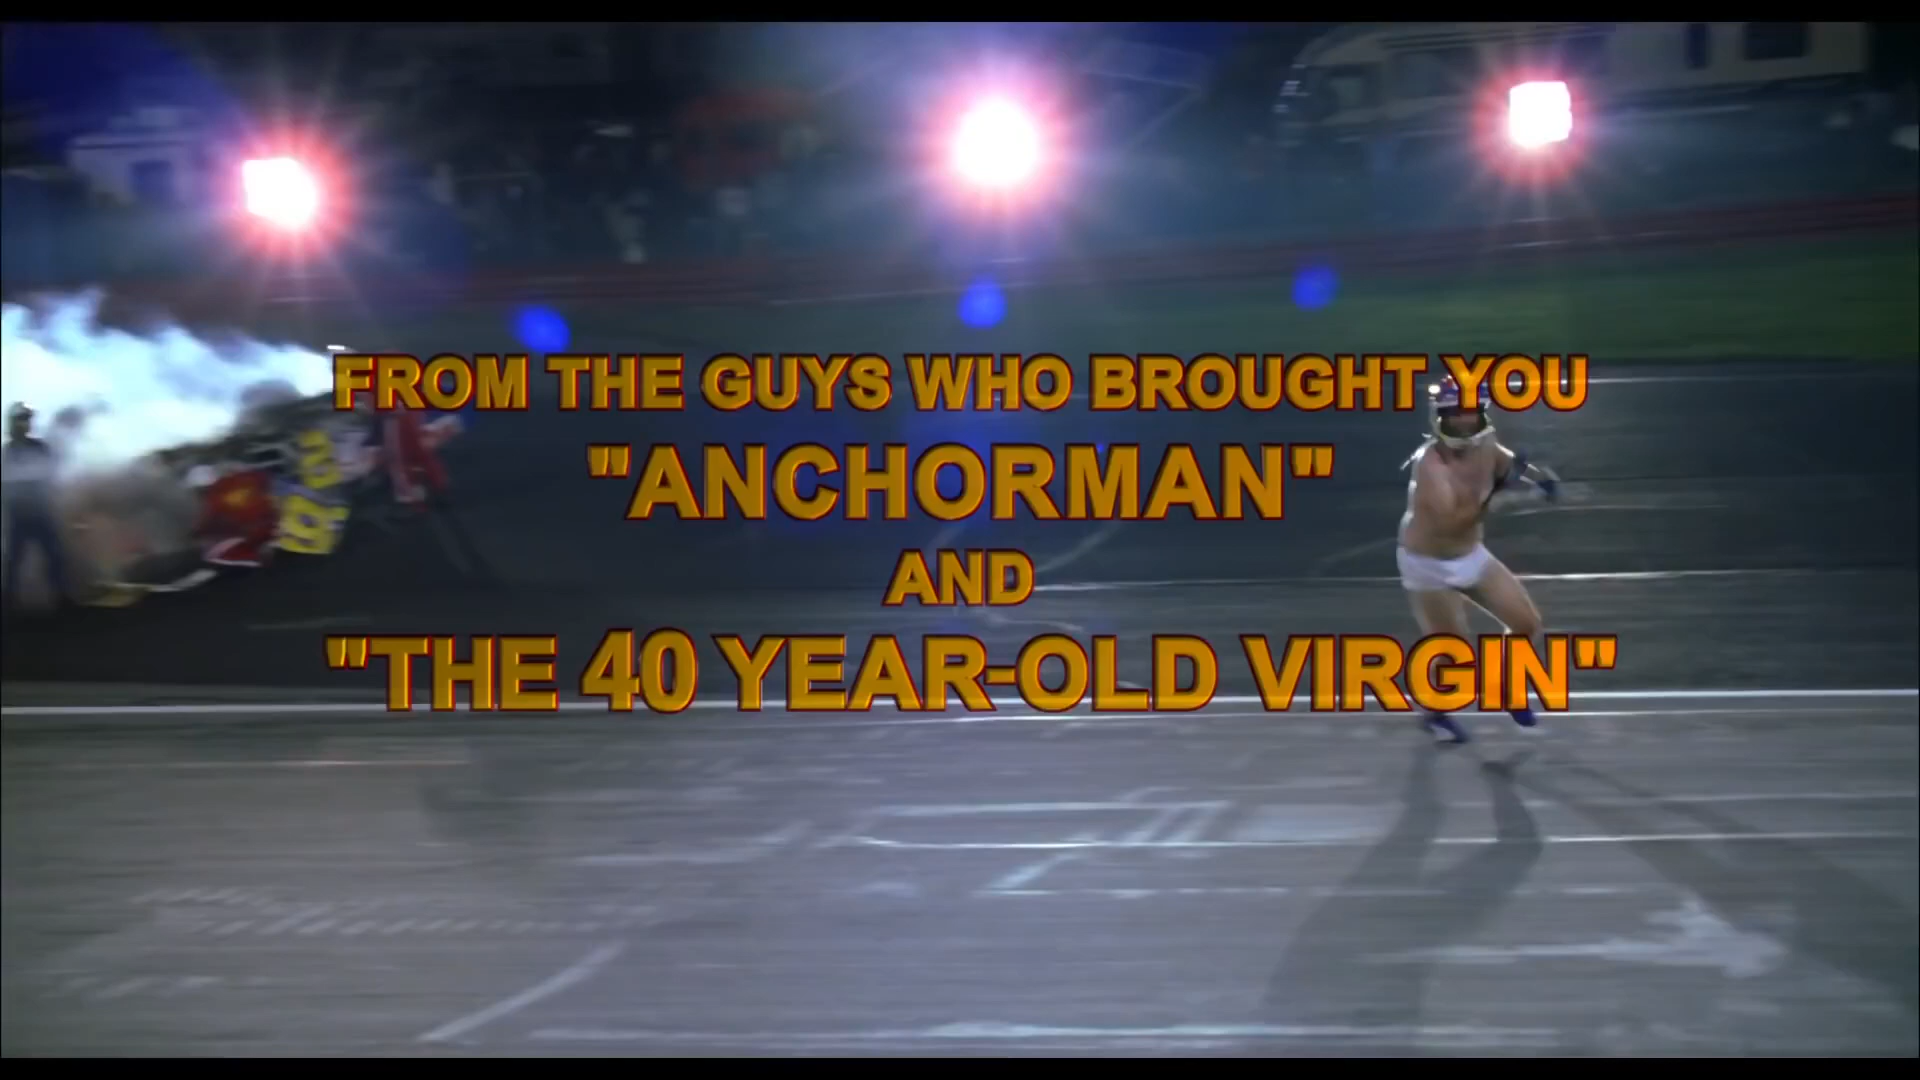 FROM THE GUYS WHO BROUGHT YOU
"ANCHORMAN"
AND
"THE 40 YEAR-OLD VIRGIN"